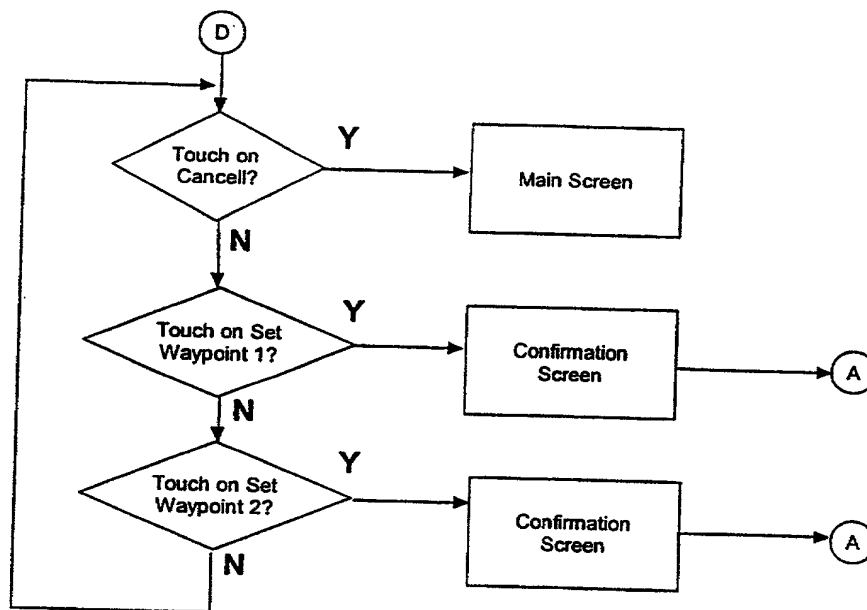 D
Touch on
Cancell?
Y
Main Screen
N
Touch on Set
Waypoint 1?
Y
Confirmation
Screen
A
N
Touch on Set
Waypoint 2?
Y
Confirmation
Screen
A
N